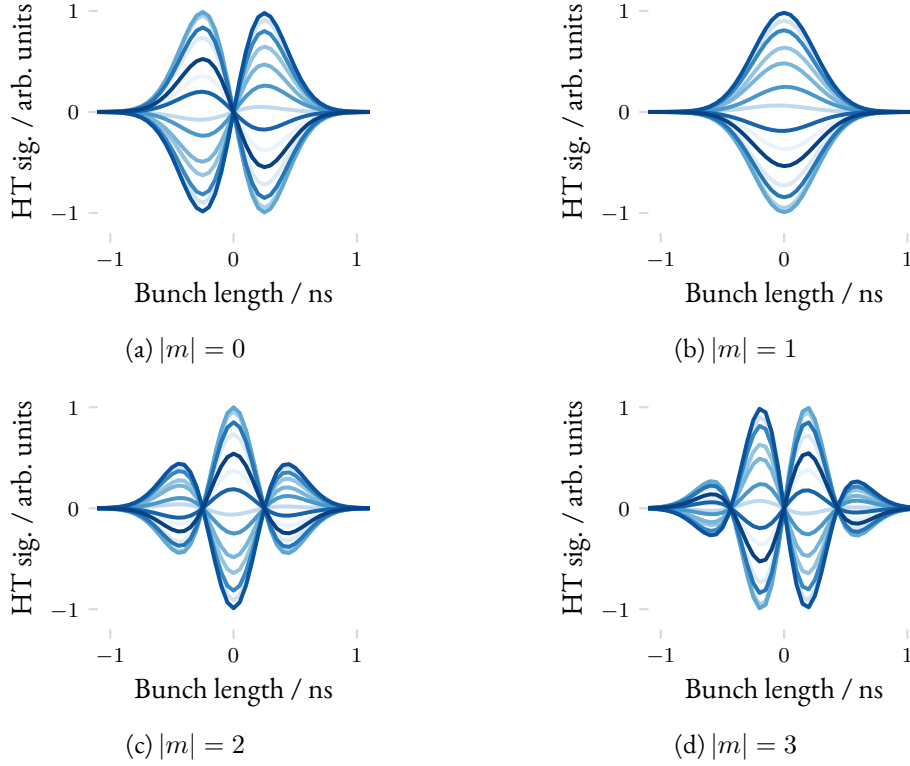 HT sig. / arb. units
1
0
−1
−1 0 1
Bunch length / ns
(a) |m| = 0
HT sig. / arb. units
1
0
−1
−1 0 1
Bunch length / ns
(b) |m| = 1
HT sig. / arb. units
1
0
−1
−1 0 1
Bunch length / ns
(c) |m| = 2
HT sig. / arb. units
1
0
−1
−1 0 1
Bunch length / ns
(d) |m| = 3